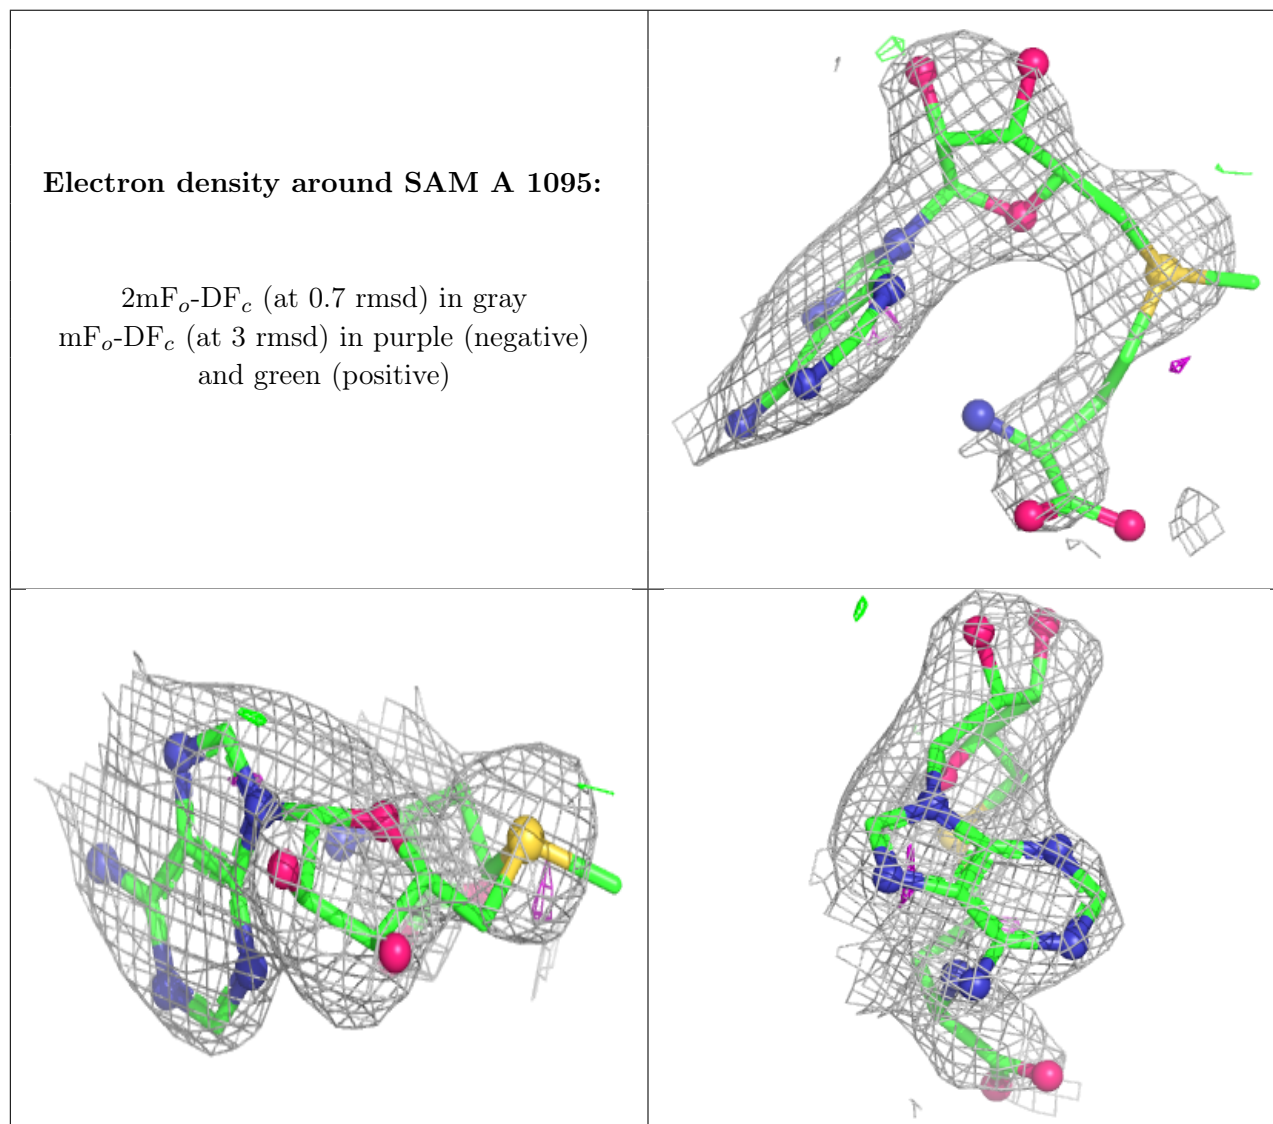 Electron density around SAM A 1095:
2mFo-DFc (at 0.7 rmsd) in gray
mFo-DFc (at 3 rmsd) in purple (negative)
and green (positive)